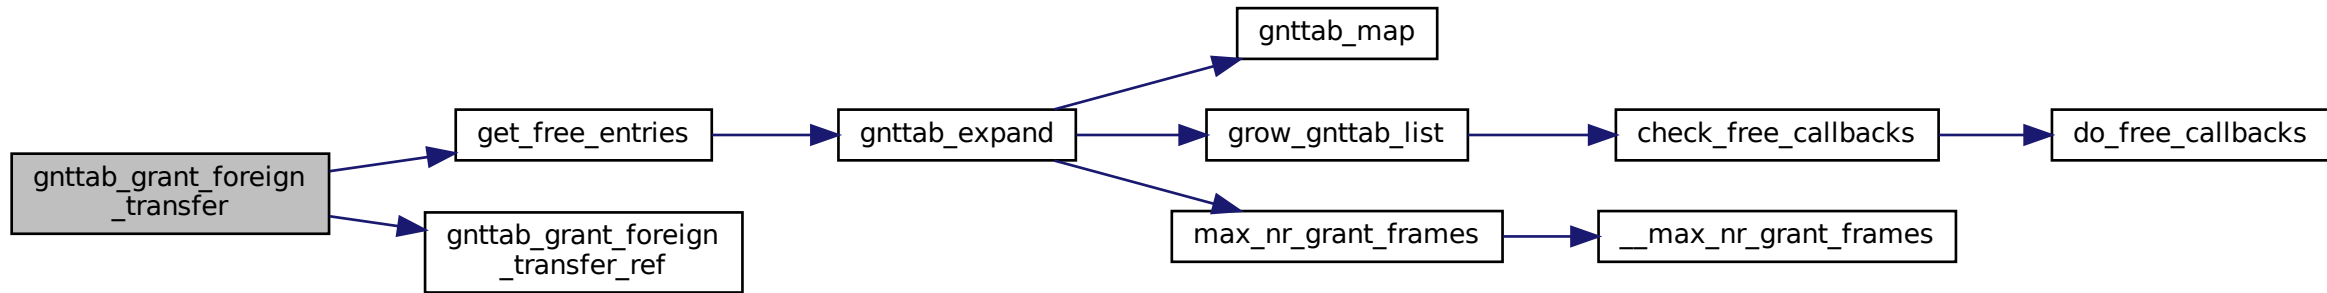 gnttab_map
get_free_entries
gnttab_expand
grow_gnttab_list
check_free_callbacks
do_free_callbacks
gnttab_grant_foreign
_transfer
gnttab_grant_foreign
_transfer_ref
max_nr_grant_frames
__max_nr_grant_frames